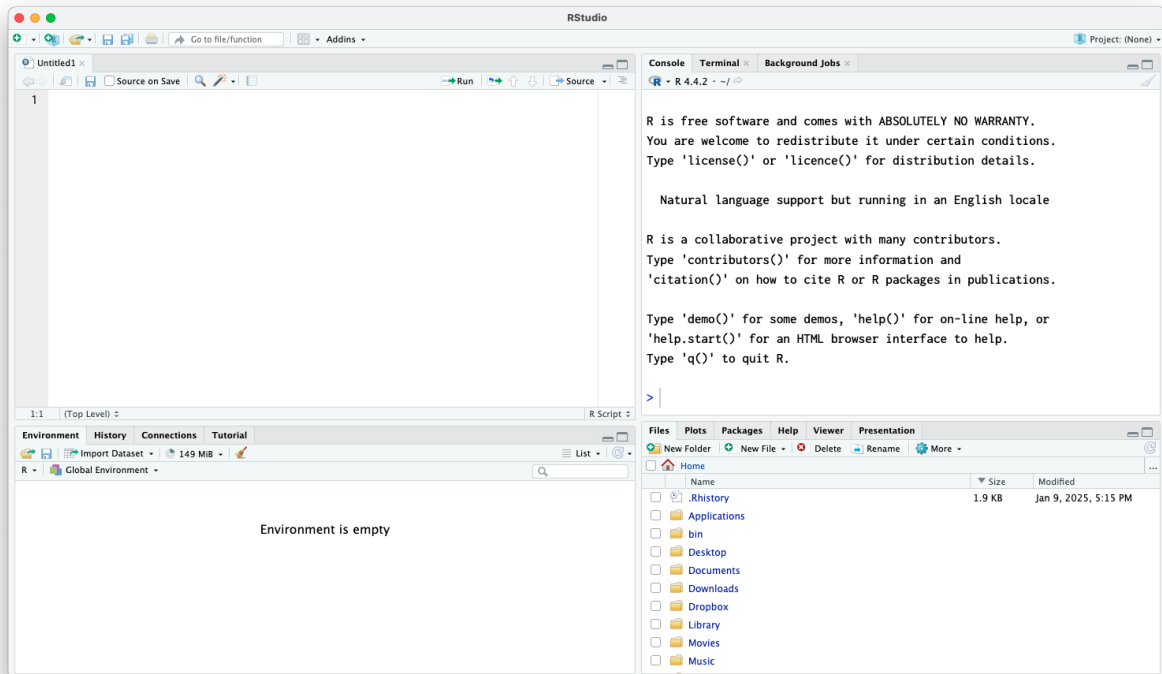 RStudio
Go to file/function
Addins
Project: (None)
Untitled1
Source on Save
Run
Source
1
1:1
(Top Level)
R Script
Environment History Connections Tutorial
Import Dataset
149 MiB
List
R
Global Environment
Environment is empty
Console Terminal Background Jobs
R 4.4.2 · ~/
R is free software and comes with ABSOLUTELY NO WARRANTY.
You are welcome to redistribute it under certain conditions.
Type 'license()' or 'licence()' for distribution details.
Natural language support but running in an English locale
R is a collaborative project with many contributors.
Type 'contributors()' for more information and
'citation()' on how to cite R or R packages in publications.
Type 'demo()' for some demos, 'help()' for on-line help, or
'help.start()' for an HTML browser interface to help.
Type 'q()' to quit R.
>
Files Plots Packages Help Viewer Presentation
New Folder New File Delete Rename More
Home ...
Name Size Modified
.Rhistory 1.9 KB Jan 9, 2025, 5:15 PM
Applications
bin
Desktop
Documents
Downloads
Dropbox
Library
Movies
Music